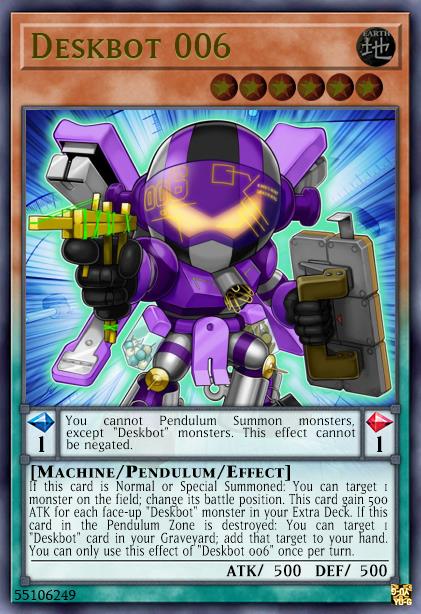 Deskbot 006
EARTH
地
006
You cannot Pendulum Summon monsters,
except "Deskbot" monsters. This effect cannot
be negated.
1
1
[Machine/Pendulum/Effect]
If this card is Normal or Special Summoned: You can target 1
monster on the field; change its battle position. This card gain 500
ATK for each face-up "Deskbot" monster in your Extra Deck. If this
card in the Pendulum Zone is destroyed: You can target 1
"Deskbot" card in your Graveyard; add that target to your hand.
You can only use this effect of "Deskbot 006" once per turn.
ATK/ 500 DEF/ 500
55106249